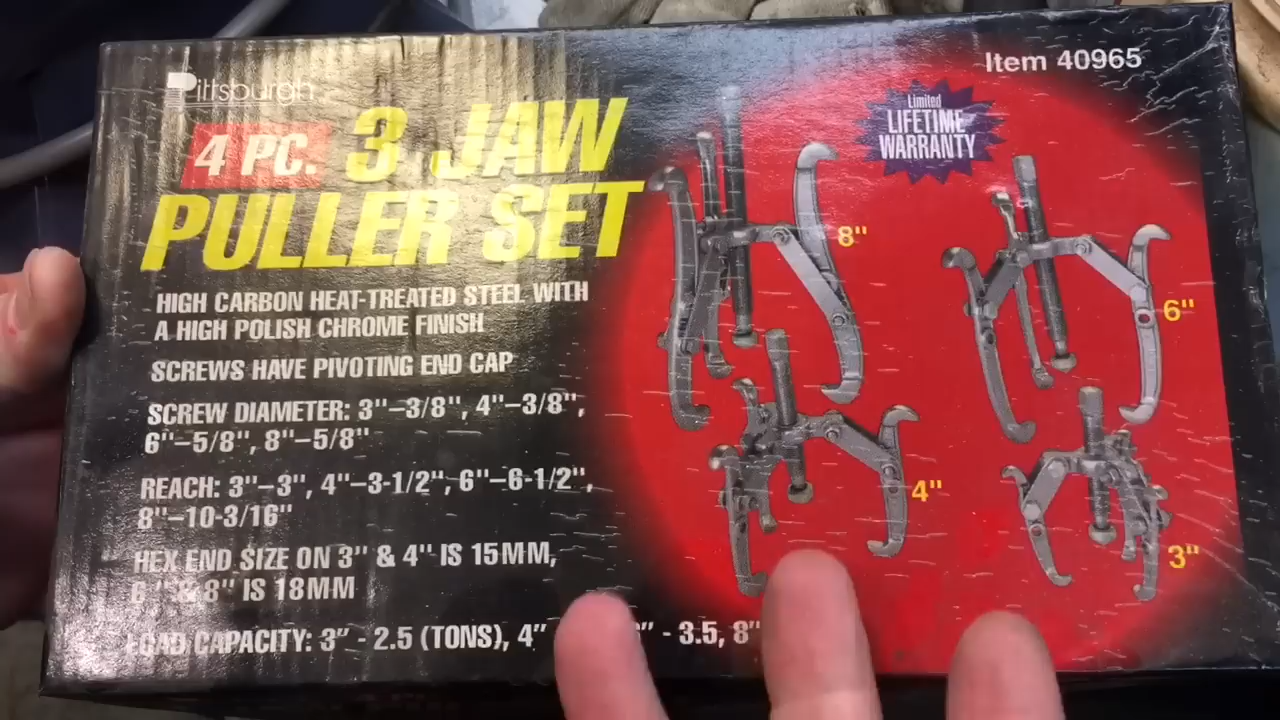 Pittsburgh
Item 40965
Limited
LIFETIME
WARRANTY
4 PC. 3 JAW
PULLER SET
HIGH CARBON HEAT-TREATED STEEL WITH
A HIGH POLISH CHROME FINISH
SCREWS HAVE PIVOTING END CAP
SCREW DIAMETER: 3"–3/8", 4"–3/8",
6"–5/8", 8"–5/8"
REACH: 3"–3", 4"–3-1/2", 6"–6-1/2",
8"–10-3/16"
HEX END SIZE ON 3" & 4" IS 15MM,
6" & 8" IS 18MM
LOAD CAPACITY: 3" - 2.5 (TONS), 4" - 3.5, 8"
8"
6"
4"
3"